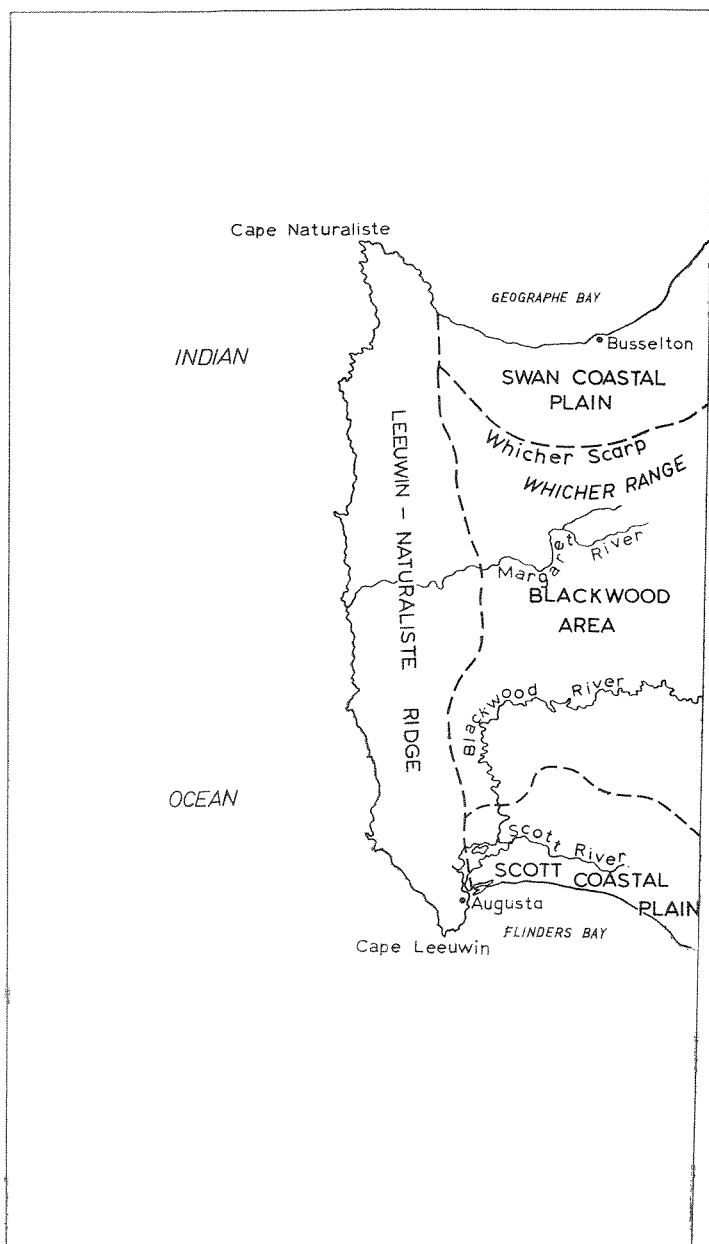 Cape Naturaliste
GEOGRAPHE BAY
Busselton
INDIAN
SWAN COASTAL
PLAIN
Whicher Scarp
WHICHER RANGE
LEEUWIN – NATURALISTE RIDGE
Margaret River
BLACKWOOD
AREA
Blackwood River
OCEAN
Scott River
SCOTT COASTAL
PLAIN
Augusta
FLINDERS BAY
Cape Leeuwin